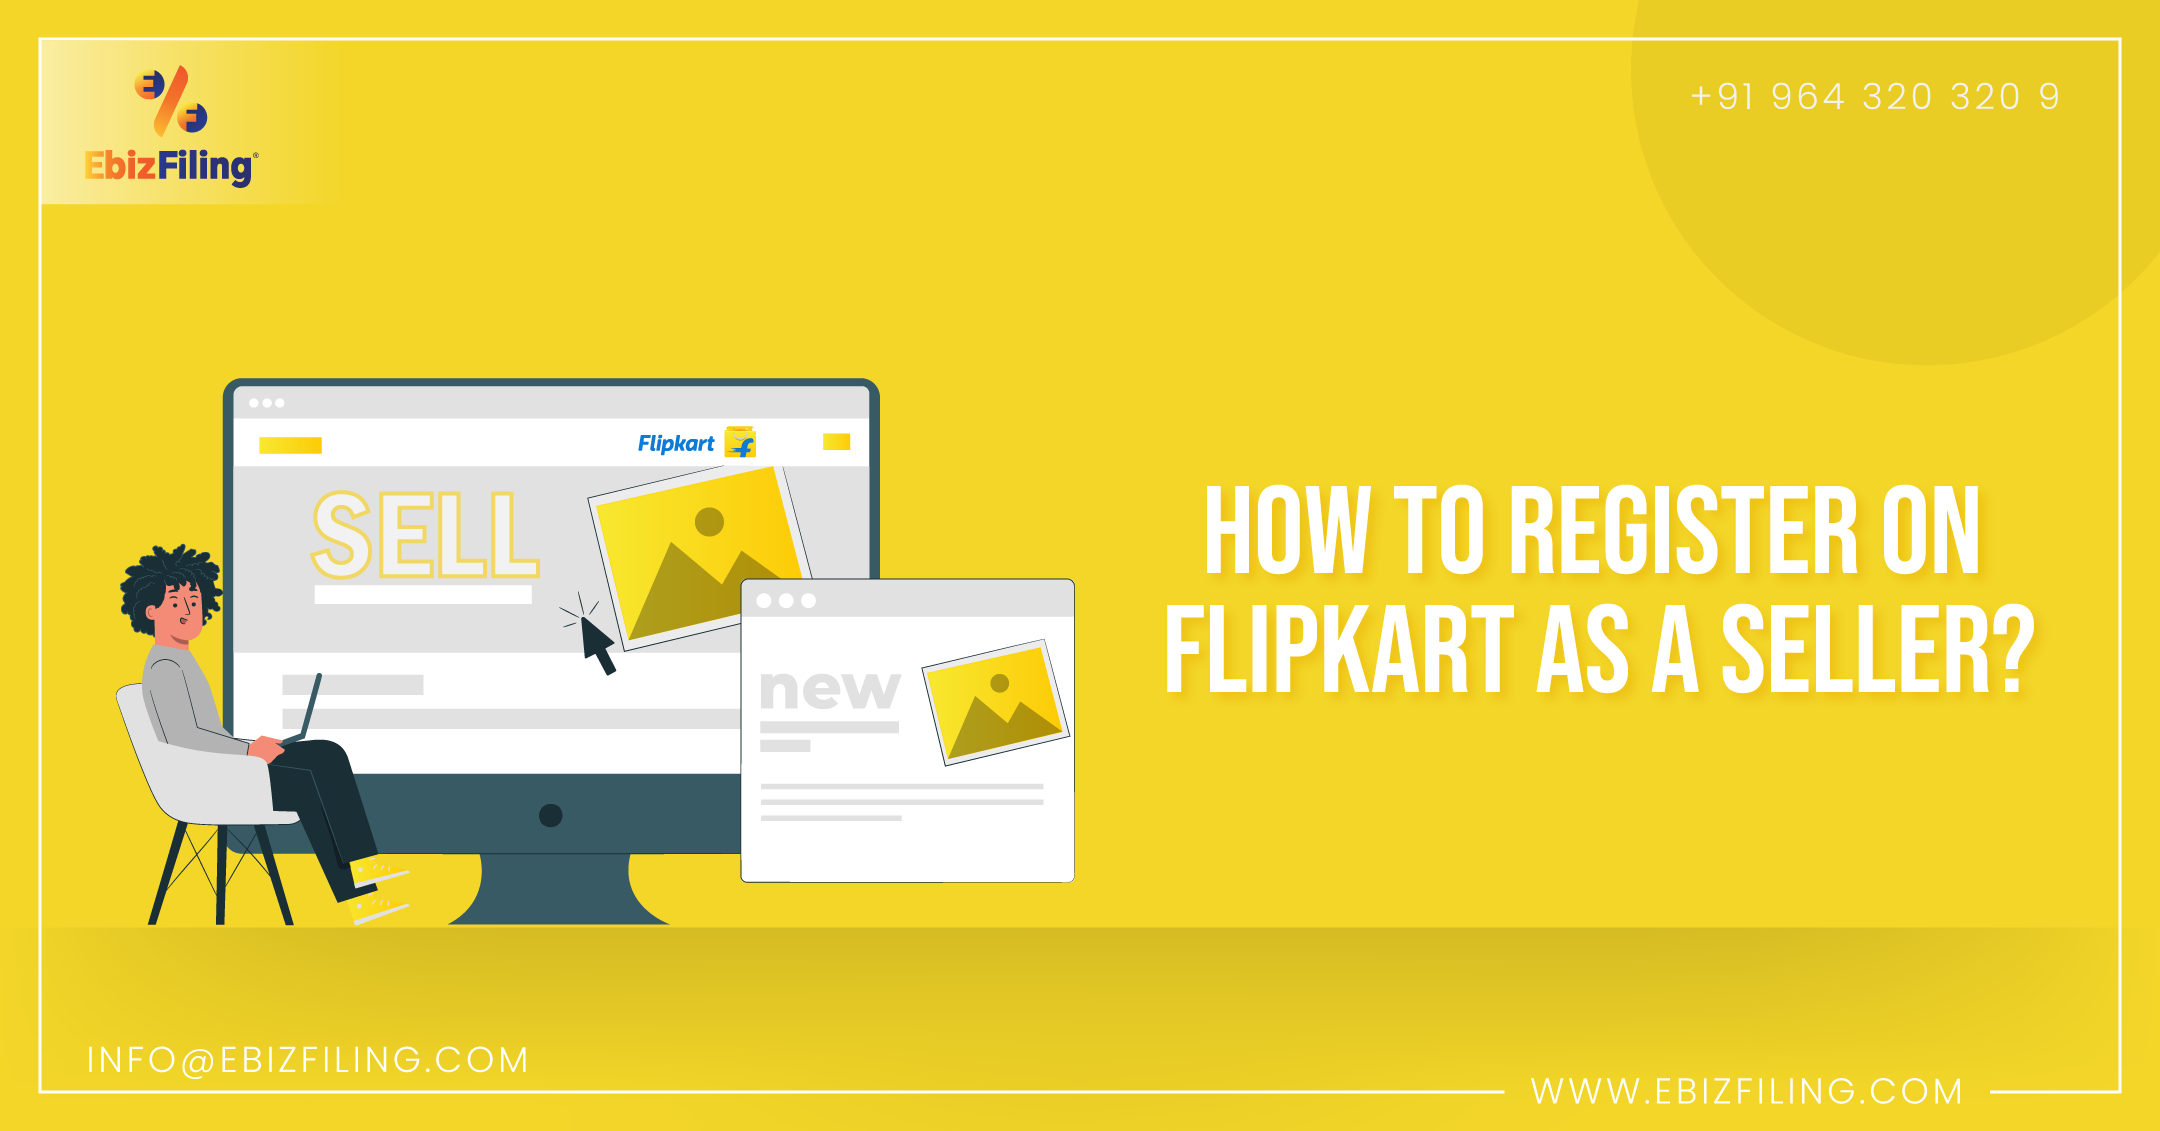 E
F
EbizFiling®
+91 964 320 320 9
Flipkart
f
SELL
new
HOW TO REGISTER ON
FLIPKART AS A SELLER?
INFO@EBIZFILING.COM
WWW.EBIZFILING.COM